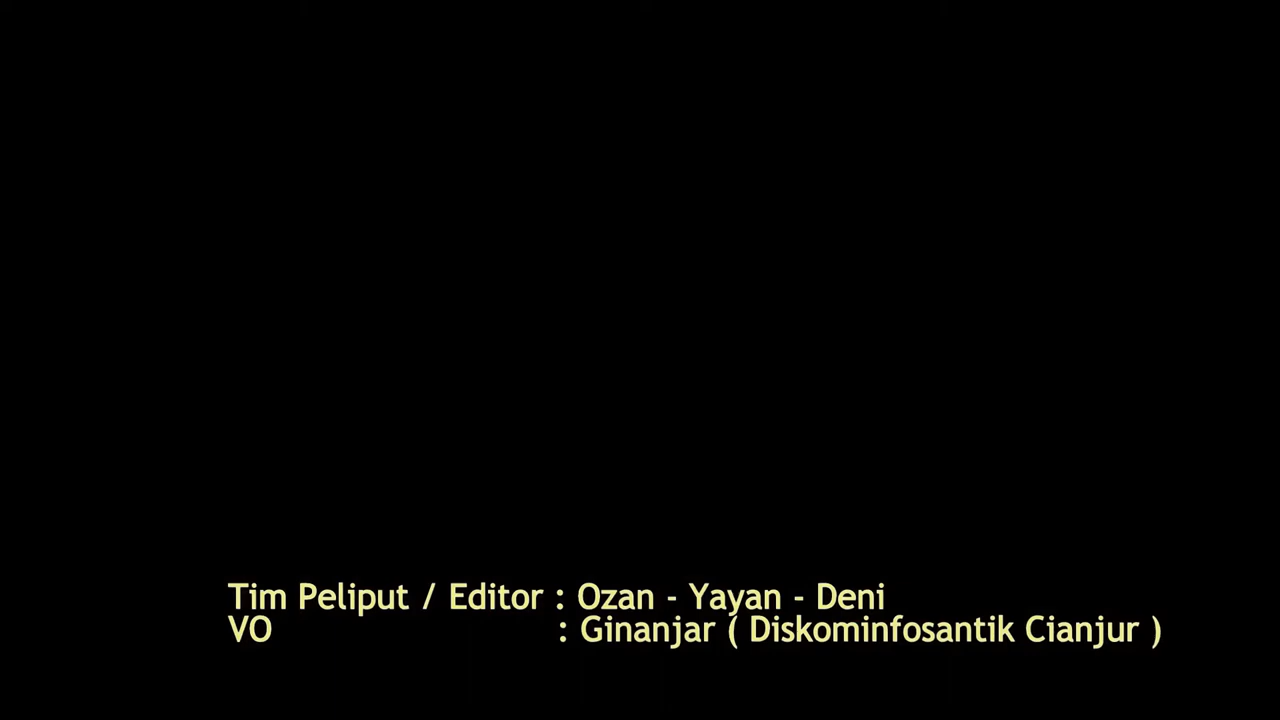 Tim Peliput / Editor : Ozan - Yayan - Deni
VO : Ginanjar ( Diskominfosantik Cianjur )